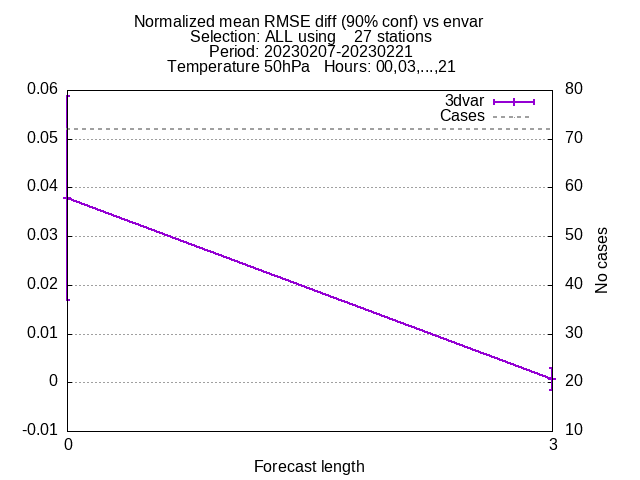 Normalized mean RMSE diff (90% conf) vs envar
Selection: ALL using    27 stations
Period: 20230207-20230221
Temperature 50hPa   Hours: 00,03,...,21
3dvar
Cases
0.06
0.05
0.04
0.03
0.02
0.01
0
-0.01
80
70
60
50
40
30
20
10
No cases
0
3
Forecast length